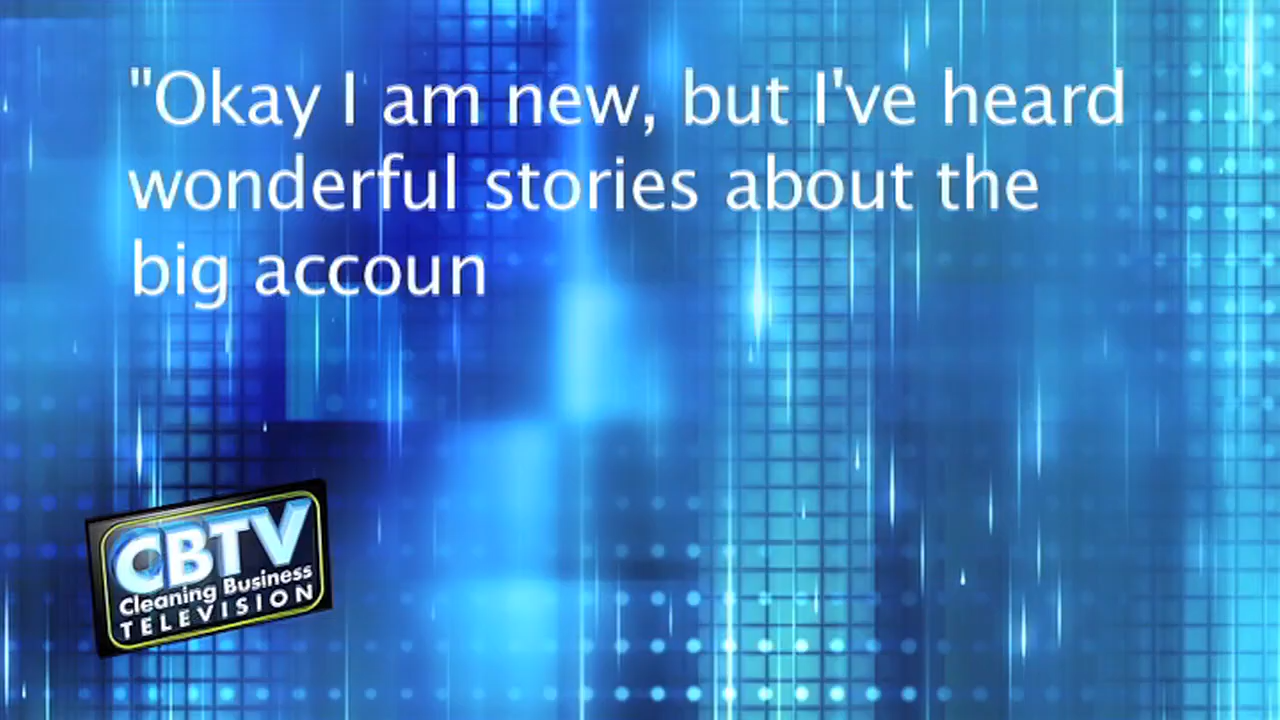 "Okay I am new, but I've heard
wonderful stories about the
big accoun
CBTV
Cleaning Business
TELEVISION